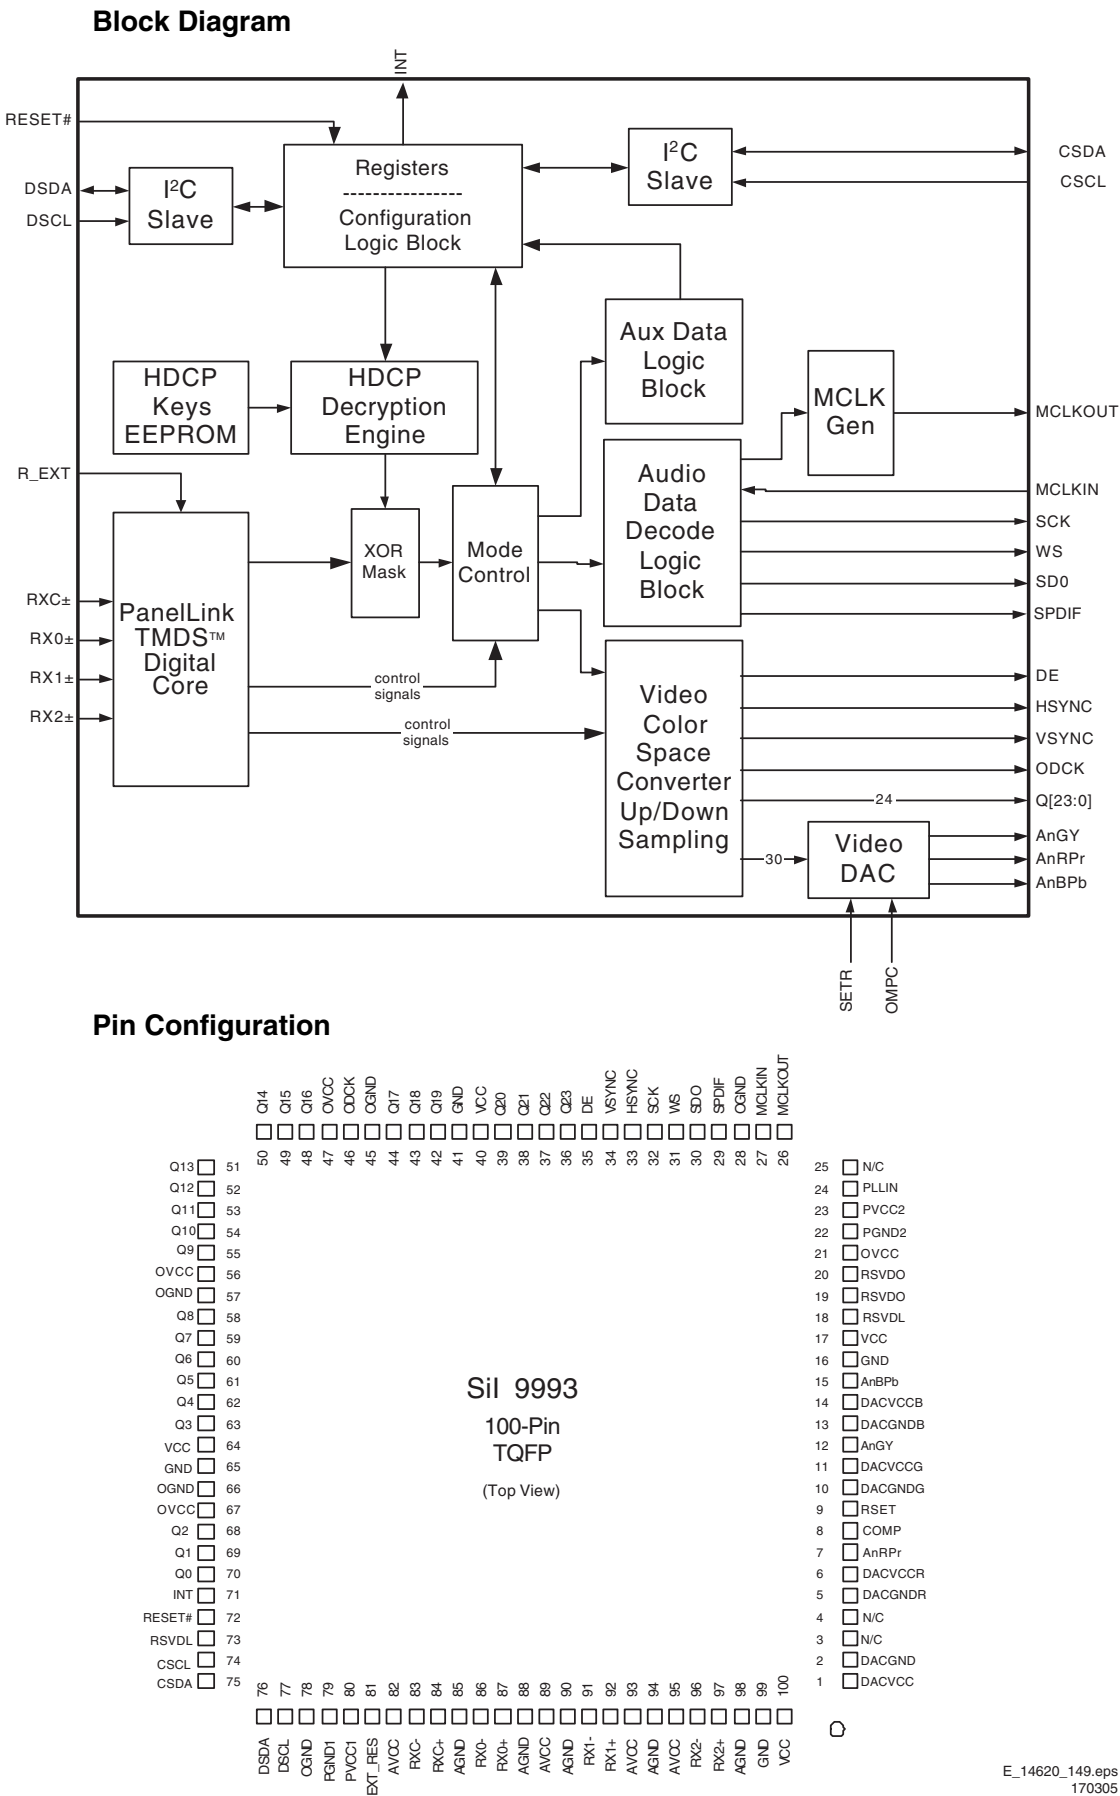 Block Diagram
INT
RESET#
DSDA
DSCL
I²C
Slave
Registers
Configuration
Logic Block
I²C
Slave
CSDA
CSCL
Aux Data
Logic
Block
HDCP
Keys
EEPROM
HDCP
Decryption
Engine
MCLK
Gen
MCLKOUT
R_EXT
Audio
Data
Decode
Logic
Block
MCLKIN
SCK
WS
SD0
SPDIF
XOR
Mask
Mode
Control
RXC±
RX0±
RX1±
RX2±
PanelLink
TMDS™
Digital
Core
control
signals
control
signals
Video
Color
Space
Converter
Up/Down
Sampling
DE
HSYNC
VSYNC
ODCK
24
Q[23:0]
30
Video
DAC
AnGY
AnRPr
AnBPb
SETR
OMPC
Pin Configuration
Q14
Q15
Q16
OVCC
ODCK
OGND
Q17
Q18
Q19
GND
VCC
Q20
Q21
Q22
Q23
DE
VSYNC
HSYNC
SCK
WS
SDO
SPDIF
OGND
MCLKIN
MCLKOUT
50
49
48
47
46
45
44
43
42
41
40
39
38
37
36
35
34
33
32
31
30
29
28
27
26
Q13 51
Q12 52
Q11 53
Q10 54
Q9 55
OVCC 56
OGND 57
Q8 58
Q7 59
Q6 60
Q5 61
Q4 62
Q3 63
VCC 64
GND 65
OGND 66
OVCC 67
Q2 68
Q1 69
Q0 70
INT 71
RESET# 72
RSVDL 73
CSCL 74
CSDA 75
SiI 9993
100-Pin
TQFP
(Top View)
25 N/C
24 PLLIN
23 PVCC2
22 PGND2
21 OVCC
20 RSVDO
19 RSVDO
18 RSVDL
17 VCC
16 GND
15 AnBPb
14 DACVCCB
13 DACGNDB
12 AnGY
11 DACVCCG
10 DACGNDG
9 RSET
8 COMP
7 AnRPr
6 DACVCCR
5 DACGNDR
4 N/C
3 N/C
2 DACGND
1 DACVCC
76
77
78
79
80
81
82
83
84
85
86
87
88
89
90
91
92
93
94
95
96
97
98
99
100
DSDA
DSCL
OGND
PGND1
PVCC1
EXT_RES
AVCC
RXC-
RXC+
AGND
RX0-
RX0+
AGND
AVCC
AGND
RX1-
RX1+
AVCC
AGND
AVCC
RX2-
RX2+
AGND
GND
VCC
E_14620_149.eps
170305